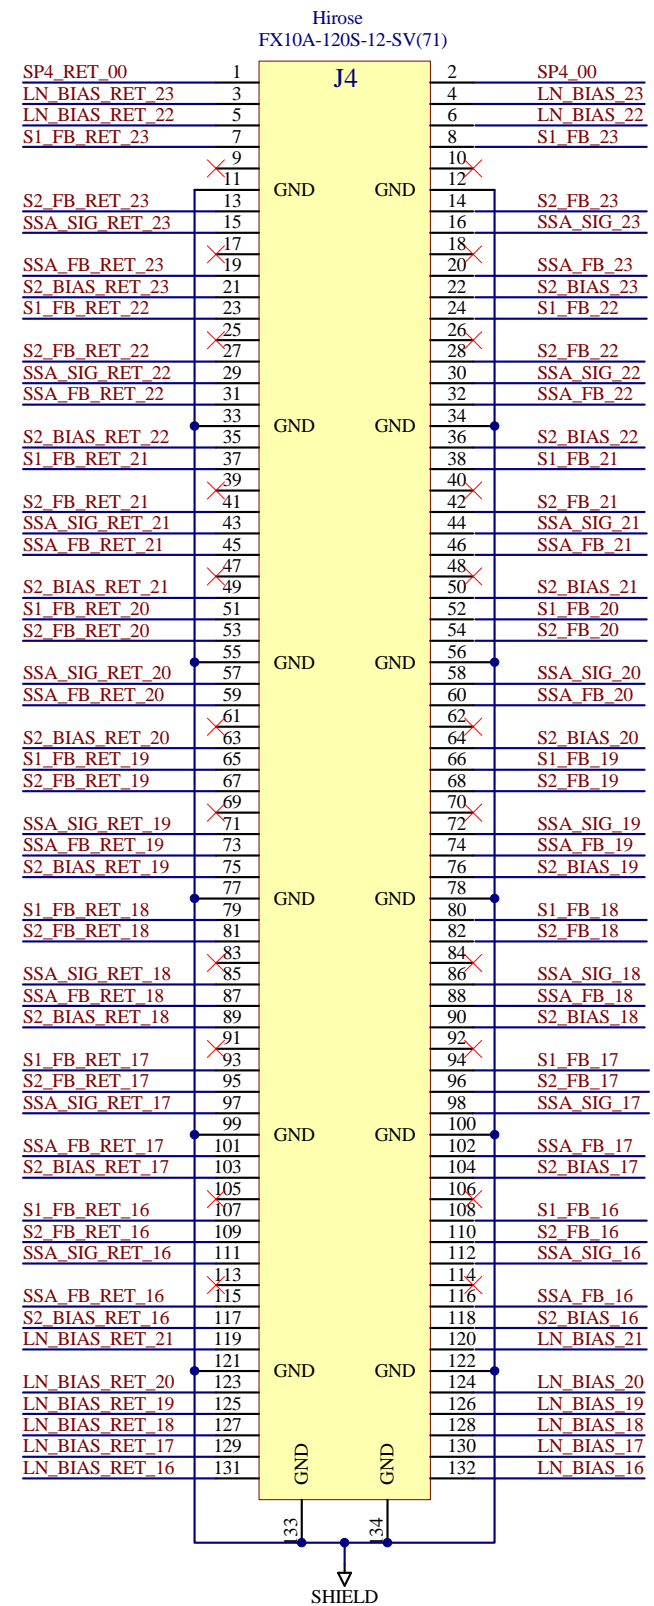 Hirose
FX10A-120S-12-SV(71)
J4
SP4_RET_00 1 2 SP4_00
LN_BIAS_RET_23 3 4 LN_BIAS_23
LN_BIAS_RET_22 5 6 LN_BIAS_22
S1_FB_RET_23 7 8 S1_FB_23
9 10
11 GND GND 12
S2_FB_RET_23 13 14 S2_FB_23
SSA_SIG_RET_23 15 16 SSA_SIG_23
17 18
SSA_FB_RET_23 19 20 SSA_FB_23
S2_BIAS_RET_23 21 22 S2_BIAS_23
S1_FB_RET_22 23 24 S1_FB_22
25 26
S2_FB_RET_22 27 28 S2_FB_22
SSA_SIG_RET_22 29 30 SSA_SIG_22
SSA_FB_RET_22 31 32 SSA_FB_22
33 GND GND 34
S2_BIAS_RET_22 35 36 S2_BIAS_22
S1_FB_RET_21 37 38 S1_FB_21
39 40
S2_FB_RET_21 41 42 S2_FB_21
SSA_SIG_RET_21 43 44 SSA_SIG_21
SSA_FB_RET_21 45 46 SSA_FB_21
47 48
S2_BIAS_RET_21 49 50 S2_BIAS_21
S1_FB_RET_20 51 52 S1_FB_20
S2_FB_RET_20 53 54 S2_FB_20
55 GND GND 56
SSA_SIG_RET_20 57 58 SSA_SIG_20
SSA_FB_RET_20 59 60 SSA_FB_20
61 62
S2_BIAS_RET_20 63 64 S2_BIAS_20
S1_FB_RET_19 65 66 S1_FB_19
S2_FB_RET_19 67 68 S2_FB_19
69 70
SSA_SIG_RET_19 71 72 SSA_SIG_19
SSA_FB_RET_19 73 74 SSA_FB_19
S2_BIAS_RET_19 75 76 S2_BIAS_19
77 GND GND 78
S1_FB_RET_18 79 80 S1_FB_18
S2_FB_RET_18 81 82 S2_FB_18
83 84
SSA_SIG_RET_18 85 86 SSA_SIG_18
SSA_FB_RET_18 87 88 SSA_FB_18
S2_BIAS_RET_18 89 90 S2_BIAS_18
91 92
S1_FB_RET_17 93 94 S1_FB_17
S2_FB_RET_17 95 96 S2_FB_17
SSA_SIG_RET_17 97 98 SSA_SIG_17
99 GND GND 100
SSA_FB_RET_17 101 102 SSA_FB_17
S2_BIAS_RET_17 103 104 S2_BIAS_17
105 106
S1_FB_RET_16 107 108 S1_FB_16
S2_FB_RET_16 109 110 S2_FB_16
SSA_SIG_RET_16 111 112 SSA_SIG_16
113 114
SSA_FB_RET_16 115 116 SSA_FB_16
S2_BIAS_RET_16 117 118 S2_BIAS_16
LN_BIAS_RET_21 119 120 LN_BIAS_21
121 GND GND 122
LN_BIAS_RET_20 123 124 LN_BIAS_20
LN_BIAS_RET_19 125 126 LN_BIAS_19
LN_BIAS_RET_18 127 128 LN_BIAS_18
LN_BIAS_RET_17 129 130 LN_BIAS_17
LN_BIAS_RET_16 131 132 LN_BIAS_16
GND GND
133 134
SHIELD